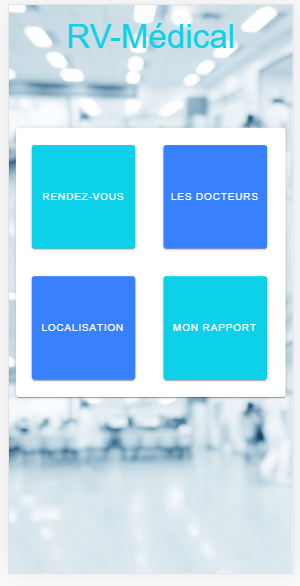 RV-Médical
RENDEZ-VOUS
LES DOCTEURS
LOCALISATION
MON RAPPORT